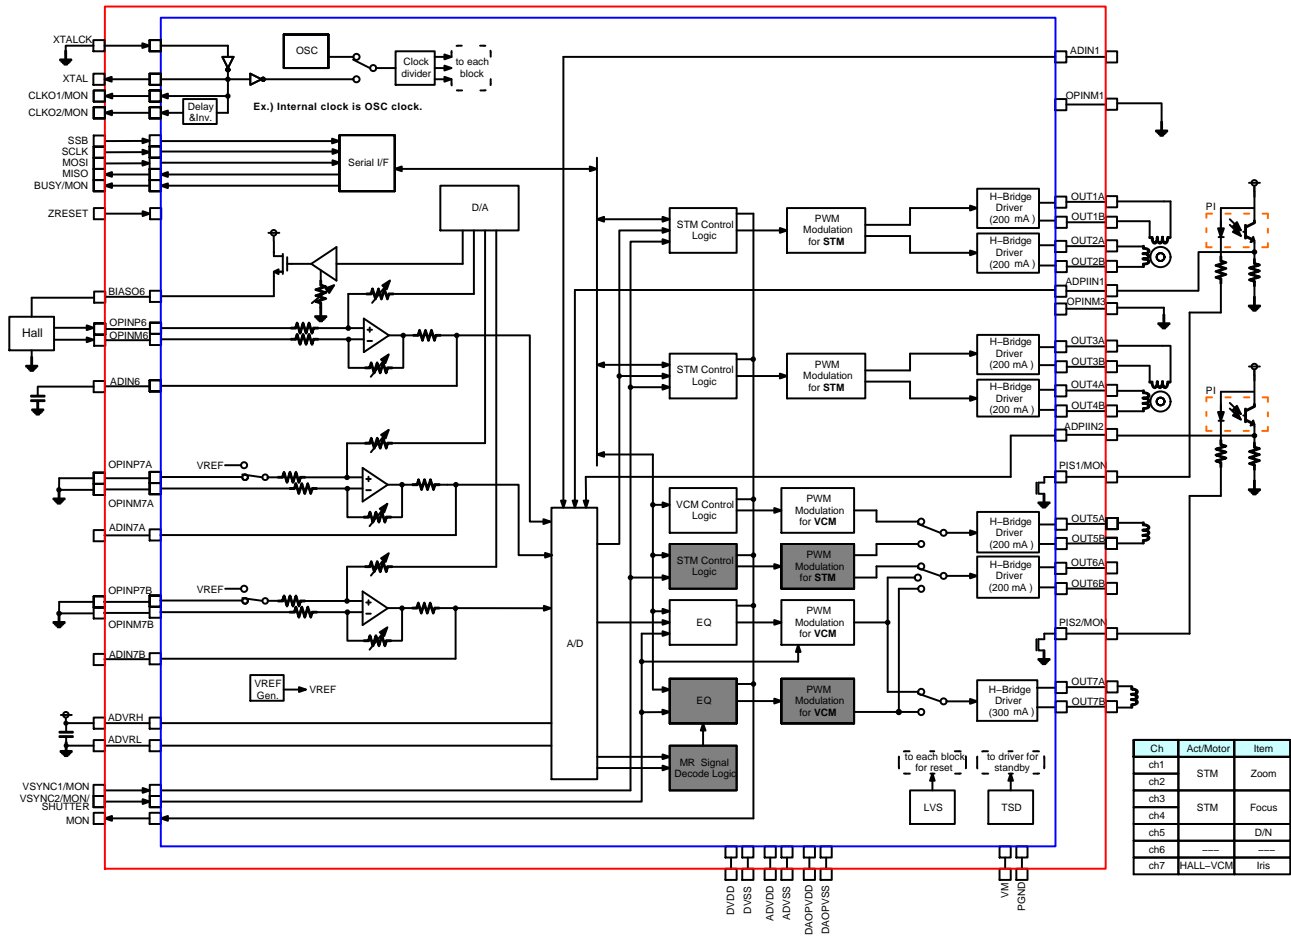 XTALCK
XTAL
CLKO1/MON
CLKO2/MON
OSC
Clock
divider
to each
block
Delay
&Inv.
Ex.) Internal clock is OSC clock.
SSB
SCLK
MOSI
MISO
BUSY/MON
ZRESET
Serial I/F
D/A
BIASO6
Hall
OPINP6
OPINM6
ADIN6
OPINP7A
OPINM7A
ADIN7A
VREF
OPINP7B
OPINM7B
ADIN7B
VREF
VREF
Gen.
VREF
ADVRH
ADVRL
VSYNC1/MON
VSYNC2/MON/
SHUTTER
MON
A/D
STM Control
Logic
PWM
Modulation
for STM
H–Bridge
Driver
(200 mA)
H–Bridge
Driver
(200 mA)
STM Control
Logic
PWM
Modulation
for STM
H–Bridge
Driver
(200 mA)
H–Bridge
Driver
(200 mA)
VCM Control
Logic
PWM
Modulation
for VCM
STM Control
Logic
PWM
Modulation
for STM
H–Bridge
Driver
(200 mA)
H–Bridge
Driver
(200 mA)
EQ
PWM
Modulation
for VCM
EQ
PWM
Modulation
for VCM
H–Bridge
Driver
(300 mA)
MR Signal
Decode Logic
to each block
for reset
to driver for
standby
LVS
TSD
ADIN1
OPINM1
OUT1A
OUT1B
OUT2A
OUT2B
ADPIIN1
OPINM3
OUT3A
OUT3B
OUT4A
OUT4B
ADPIIN2
PIS1/MON
OUT5A
OUT5B
OUT6A
OUT6B
PIS2/MON
OUT7A
OUT7B
PI
PI
DVDD
DVSS
ADVDD
ADVSS
DAOPVDD
DAOPVSS
VM
PGND
Ch Act/Motor Item
ch1 STM Zoom
ch2
ch3 STM Focus
ch4
ch5 D/N
ch6 ––– –––
ch7 HALL–VCM Iris